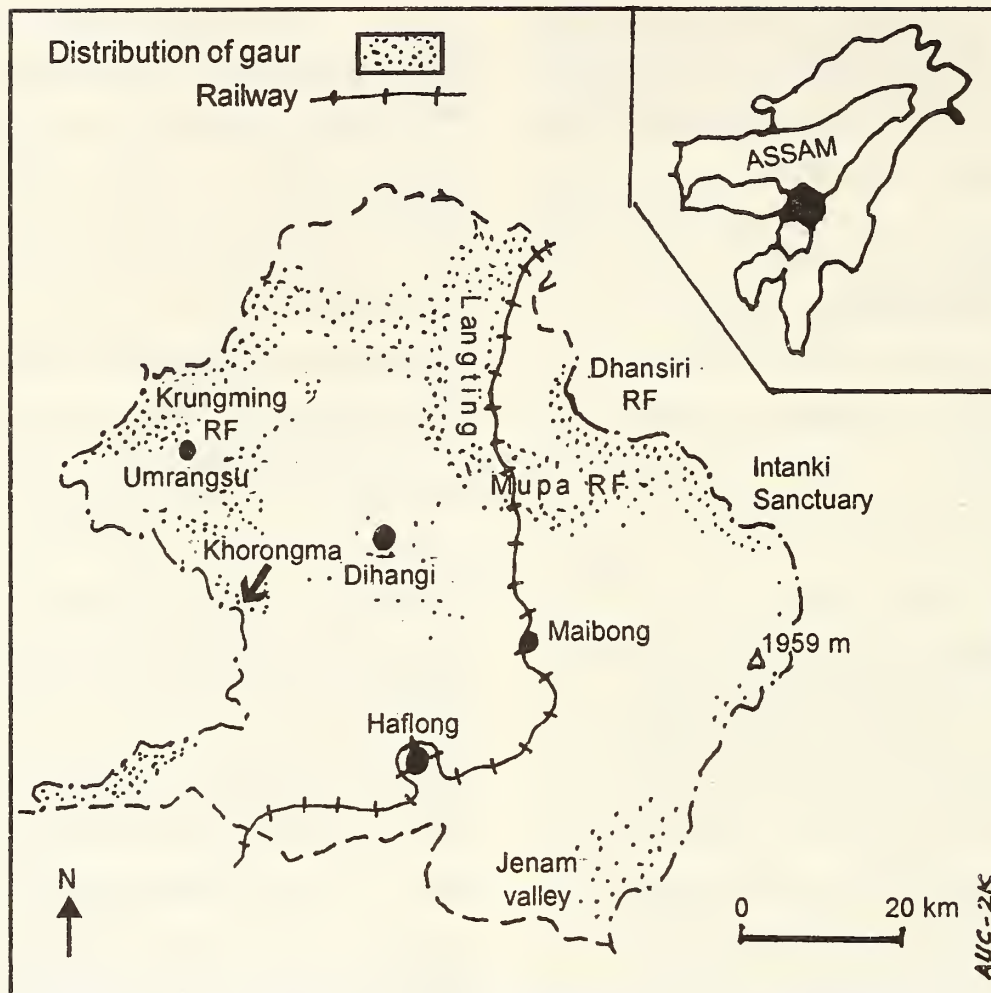 Distribution of gaur
Railway
ASSAM
Langting
Dhansiri
RF
Krungming
RF
Umrangsu
Intanki
Sanctuary
Mupa RF
Khorongma
Dihangi
Maibong
1959 m
Haflong
Jenam
valley
N
0 20 km
AUC-2K